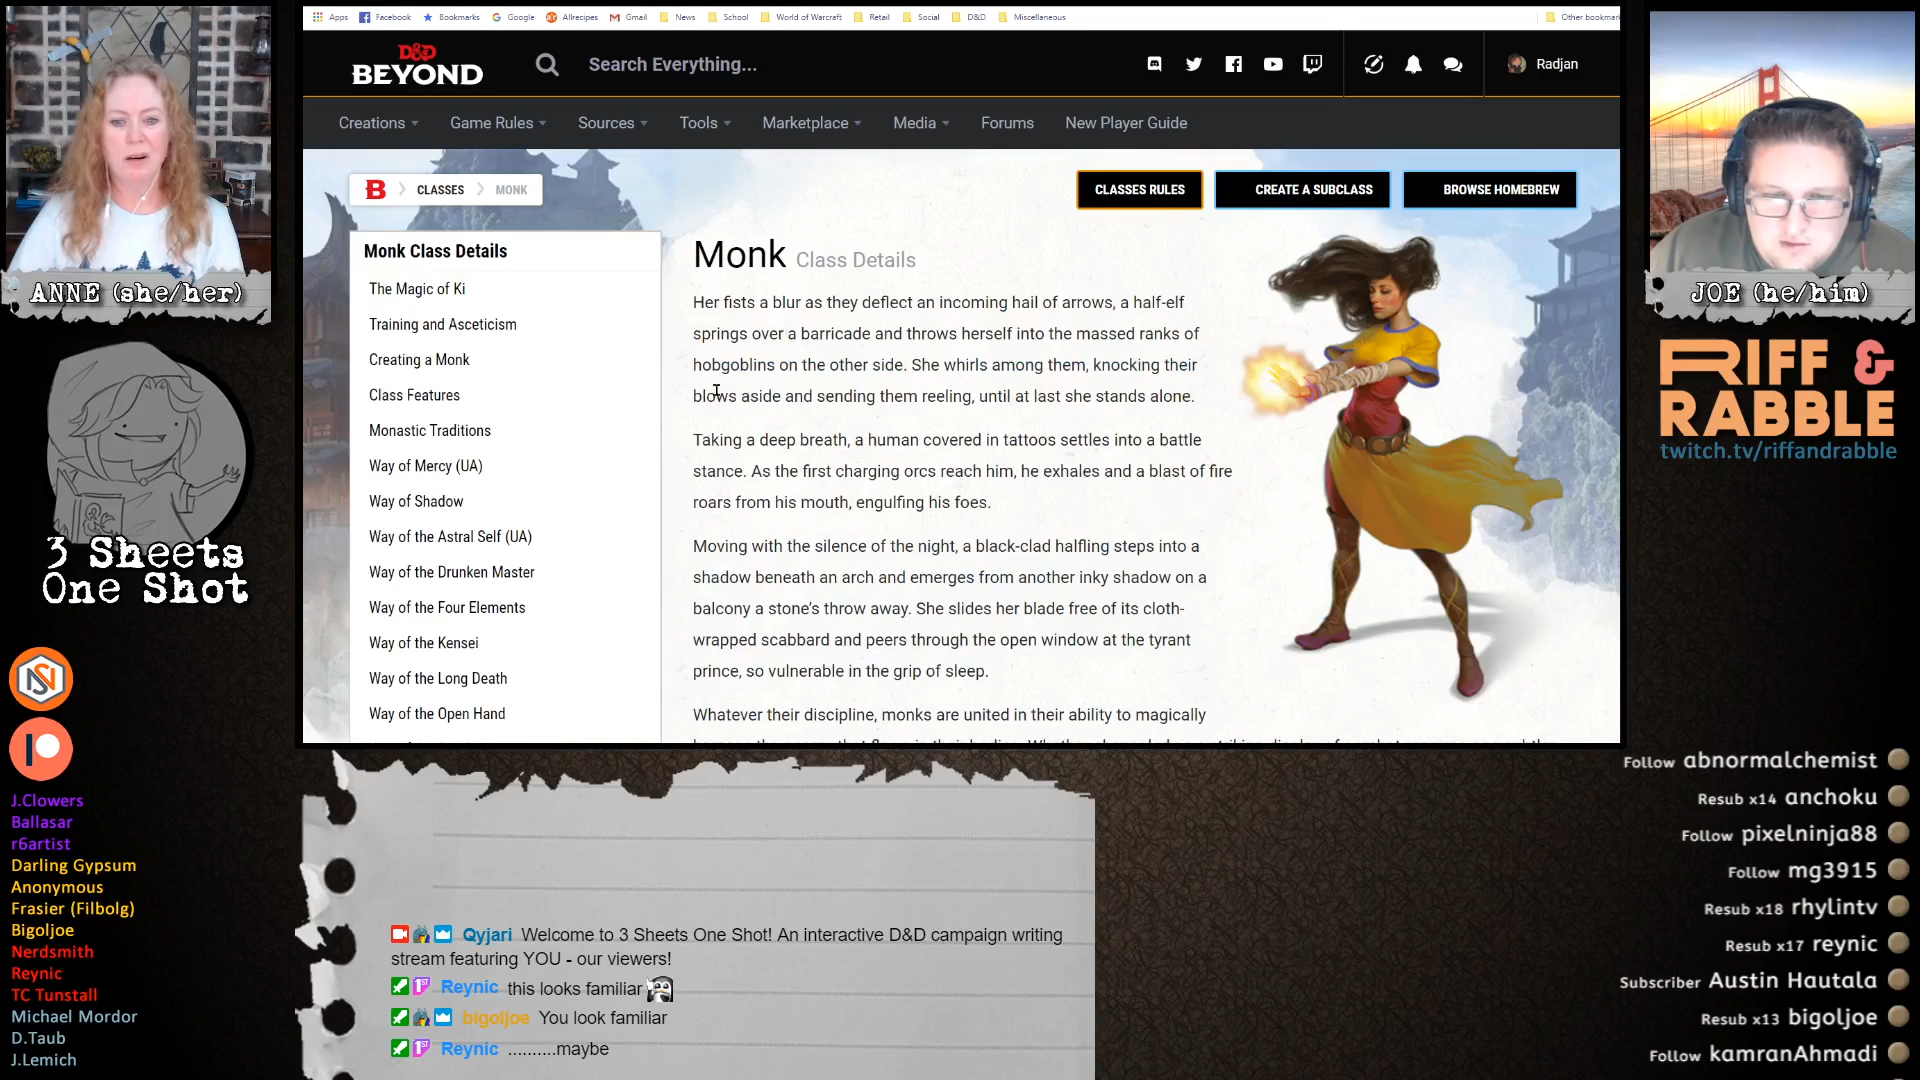 Apps
Facebook
Bookmarks
Google
Allrecipes
Gmail
News
School
World of Warcraft
Retail
Social
D&D
Miscellaneous
Other bookmar
D&D
BEYOND
Search Everything...
Radjan
Creations
Game Rules
Sources
Tools
Marketplace
Media
Forums
New Player Guide
B
CLASSES
MONK
CLASSES RULES
CREATE A SUBCLASS
BROWSE HOMEBREW
Monk Class Details
The Magic of Ki
Training and Asceticism
Creating a Monk
Class Features
Monastic Traditions
Way of Mercy (UA)
Way of Shadow
Way of the Astral Self (UA)
Way of the Drunken Master
Way of the Four Elements
Way of the Kensei
Way of the Long Death
Way of the Open Hand
Monk Class Details
Her fists a blur as they deflect an incoming hail of arrows, a half-elf
springs over a barricade and throws herself into the massed ranks of
hobgoblins on the other side. She whirls among them, knocking their
blows aside and sending them reeling, until at last she stands alone.
Taking a deep breath, a human covered in tattoos settles into a battle
stance. As the first charging orcs reach him, he exhales and a blast of fire
roars from his mouth, engulfing his foes.
Moving with the silence of the night, a black-clad halfling steps into a
shadow beneath an arch and emerges from another inky shadow on a
balcony a stone’s throw away. She slides her blade free of its cloth-
wrapped scabbard and peers through the open window at the tyrant
prince, so vulnerable in the grip of sleep.
Whatever their discipline, monks are united in their ability to magically
ANNE (she/her)
3 Sheets
One Shot
J.Clowers
Ballasar
r6artist
Darling Gypsum
Anonymous
Frasier (Filbolg)
Bigoljoe
Nerdsmith
Reynic
TC Tunstall
Michael Mordor
D.Taub
J.Lemich
Qyjari Welcome to 3 Sheets One Shot! An interactive D&D campaign writing
stream featuring YOU - our viewers!
1ST Reynic this looks familiar
bigoljoe You look familiar
1ST Reynic ..........maybe
JOE (he/him)
RIFF &
RABBLE
twitch.tv/riffandrabble
Follow abnormalchemist
Resub x14 anchoku
Follow pixelninja88
Follow mg3915
Resub x18 rhylintv
Resub x17 reynic
Subscriber Austin Hautala
Resub x13 bigoljoe
Follow kamranAhmadi